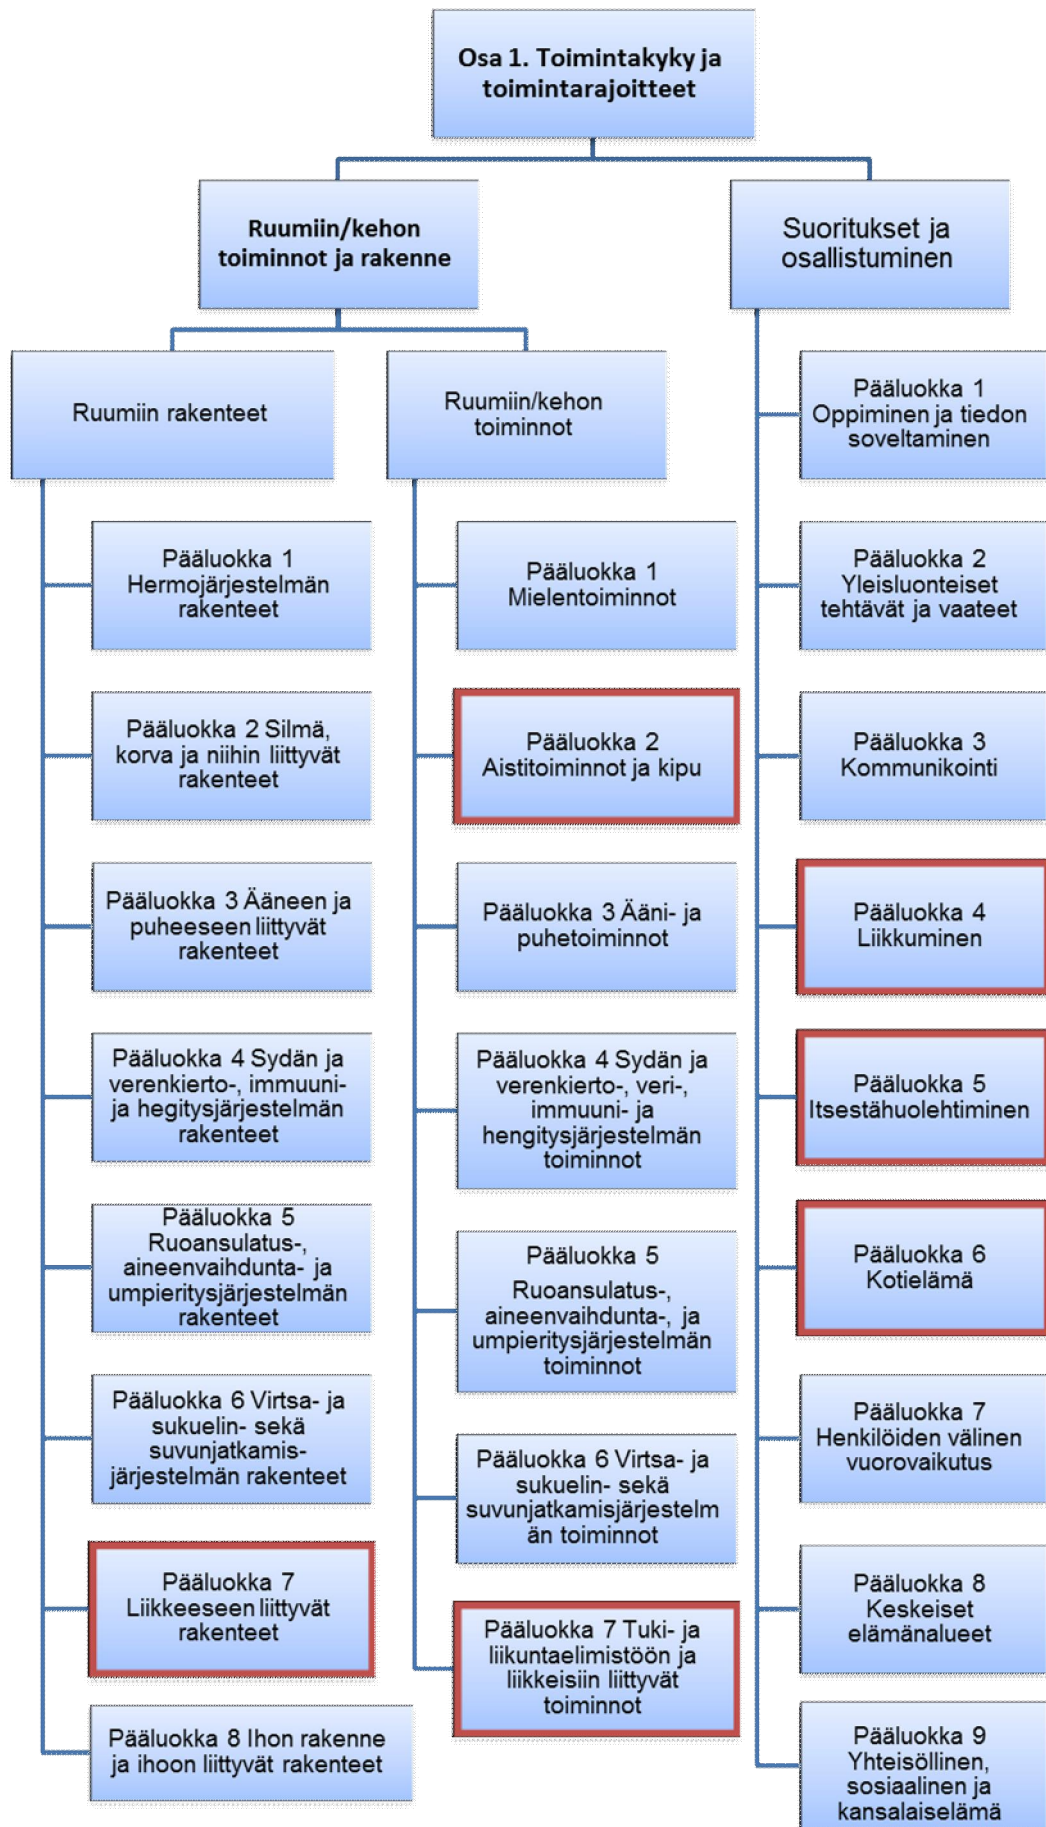 Osa 1. Toimintakyky ja
toimintarajoitteet
Ruumiin/kehon
toiminnot ja rakenne
Suoritukset ja
osallistuminen
Ruumiin rakenteet
Ruumiin/kehon
toiminnot
Pääluokka 1
Hermojärjestelmän
rakenteet
Pääluokka 2 Silmä,
korva ja niihin liittyvät
rakenteet
Pääluokka 3 Ääneen ja
puheeseen liittyvät
rakenteet
Pääluokka 4 Sydän ja
verenkierto-, immuuni-
ja hegitysjärjestelmän
rakenteet
Pääluokka 5
Ruoansulatus-,
aineenvaihdunta- ja
umpieritysjärjestelmän
rakenteet
Pääluokka 6 Virtsa- ja
sukuelin- sekä
suvunjatkamis-
järjestelmän rakenteet
Pääluokka 7
Liikkeeseen liittyvät
rakenteet
Pääluokka 8 Ihon rakenne
ja ihoon liittyvät rakenteet
Pääluokka 1
Mielentoiminnot
Pääluokka 2
Aistitoiminnot ja kipu
Pääluokka 3 Ääni- ja
puhetoiminnot
Pääluokka 4 Sydän ja
verenkierto-, veri-,
immuuni- ja
hengitysjärjestelmän
toiminnot
Pääluokka 5
Ruoansulatus-,
aineenvaihdunta-, ja
umpieritysjärjestelmän
toiminnot
Pääluokka 6 Virtsa- ja
sukuelin- sekä
suvunjatkamisjärjestelm
än toiminnot
Pääluokka 7 Tuki- ja
liikuntaelimistöön ja
liikkeisiin liittyvät
toiminnot
Pääluokka 1
Oppiminen ja tiedon
soveltaminen
Pääluokka 2
Yleisluonteiset
tehtävät ja vaateet
Pääluokka 3
Kommunikointi
Pääluokka 4
Liikkuminen
Pääluokka 5
Itsestähuolehtiminen
Pääluokka 6
Kotielämä
Pääluokka 7
Henkilöiden välinen
vuorovaikutus
Pääluokka 8
Keskeiset
elämänalueet
Pääluokka 9
Yhteisöllinen,
sosiaalinen ja
kansalaiselämä